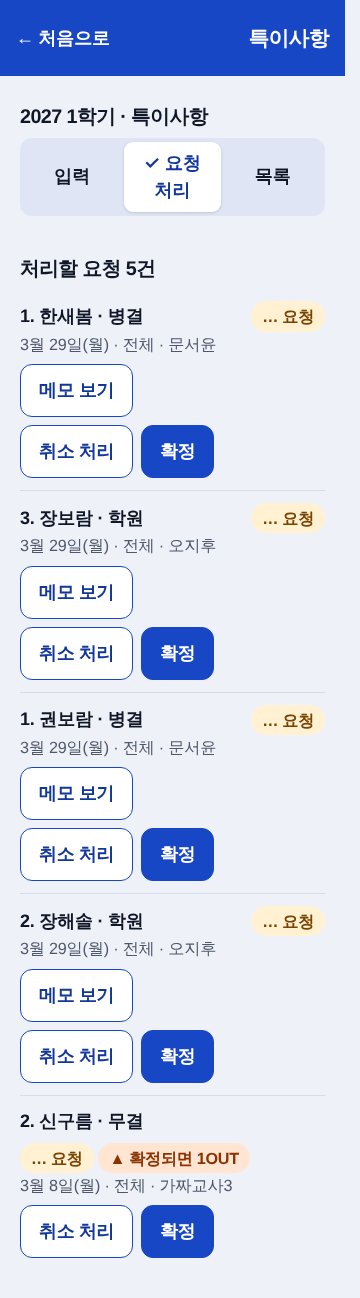 ← 처음으로 특이사항
2027 1학기 · 특이사항
입력
✓ 요청
처리
목록
처리할 요청 5건
1. 한새봄 · 병결 … 요청
3월 29일(월) · 전체 · 문서윤
메모 보기
취소 처리 확정
3. 장보람 · 학원 … 요청
3월 29일(월) · 전체 · 오지후
메모 보기
취소 처리 확정
1. 권보람 · 병결 … 요청
3월 29일(월) · 전체 · 문서윤
메모 보기
취소 처리 확정
2. 장해솔 · 학원 … 요청
3월 29일(월) · 전체 · 오지후
메모 보기
취소 처리 확정
2. 신구름 · 무결
… 요청 ▲ 확정되면 1OUT
3월 8일(월) · 전체 · 가짜교사3
취소 처리 확정